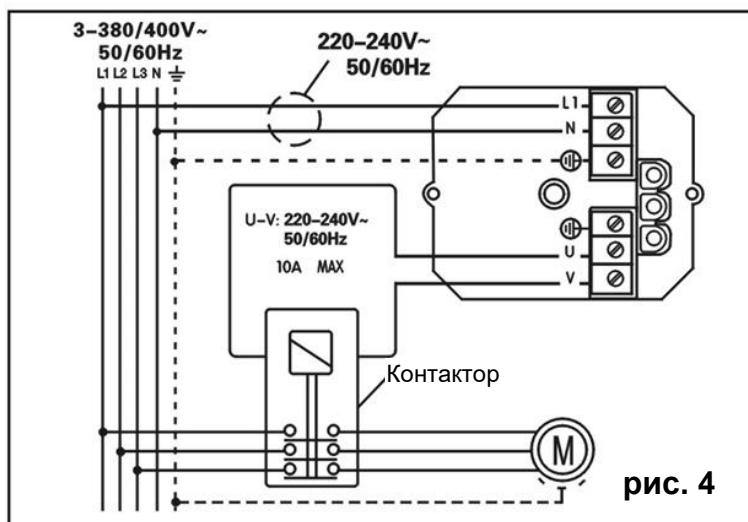 3~380/400V~
50/60Hz
L1 L2 L3 N
220-240V~
50/60Hz
L1
N
U-V: 220-240V~
50/60Hz
10A MAX
U
V
Контактор
M
рис. 4